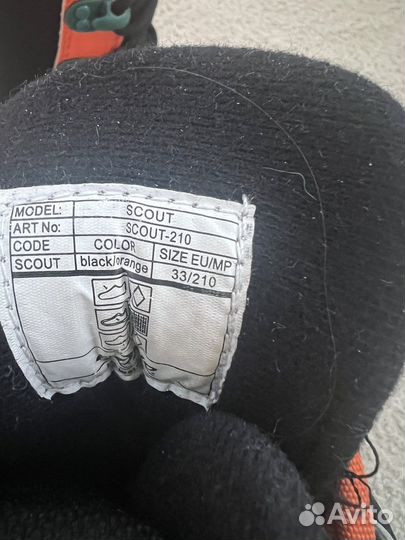 MODEL: SCOUT
ART No: SCOUT-210
CODE COLOR SIZE EU/MP
SCOUT black/orange 33/210
Avito